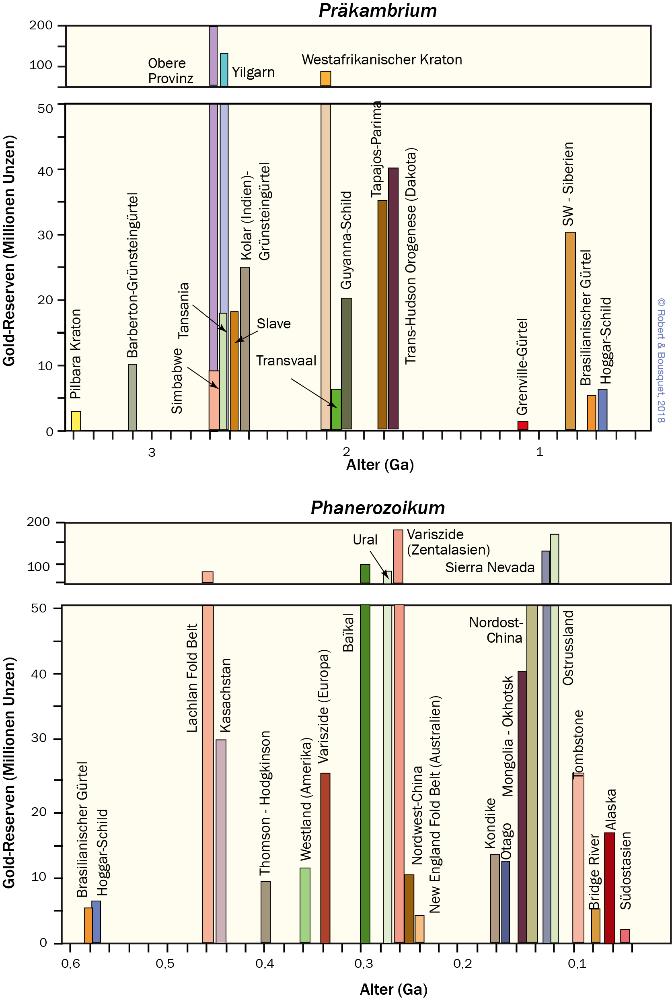 Präkambrium
200
100
Obere
Provinz
Yilgarn
Westafrikanischer Kraton
Gold-Reserven (Millionen Unzen)
50
40
30
20
10
0
Pilbara Kraton
Barberton-Grünsteingürtel
Simbabwe
Tansania
Slave
Kolar (Indien)-
Grünsteingürtel
Transvaal
Guyanna-Schild
Tapajos-Parima
Trans-Hudson Orogenese (Dakota)
Grenville-Gürtel
SW - Siberien
Brasilianischer Gürtel
Hoggar-Schild
3
2
1
Alter (Ga)
© Robert & Bousquet, 2018
Phanerozoikum
200
100
Ural
Variszide
(Zentalasien)
Sierra Nevada
Gold-Reserven (Millionen Unzen)
50
40
30
20
10
0
Brasilianischer Gürtel
Hoggar-Schild
Lachlan Fold Belt
Kasachstan
Thomson - Hodgkinson
Westland (Amerika)
Variszide (Europa)
Baïkal
Nordwest-China
New England Fold Belt (Australien)
Kondike
Otago
Mongolia - Okhotsk
Nordost-
China
Ostrussland
Tombstone
Bridge River
Alaska
Südostasien
0,6
0,5
0,4
0,3
0,2
0,1
Alter (Ga)